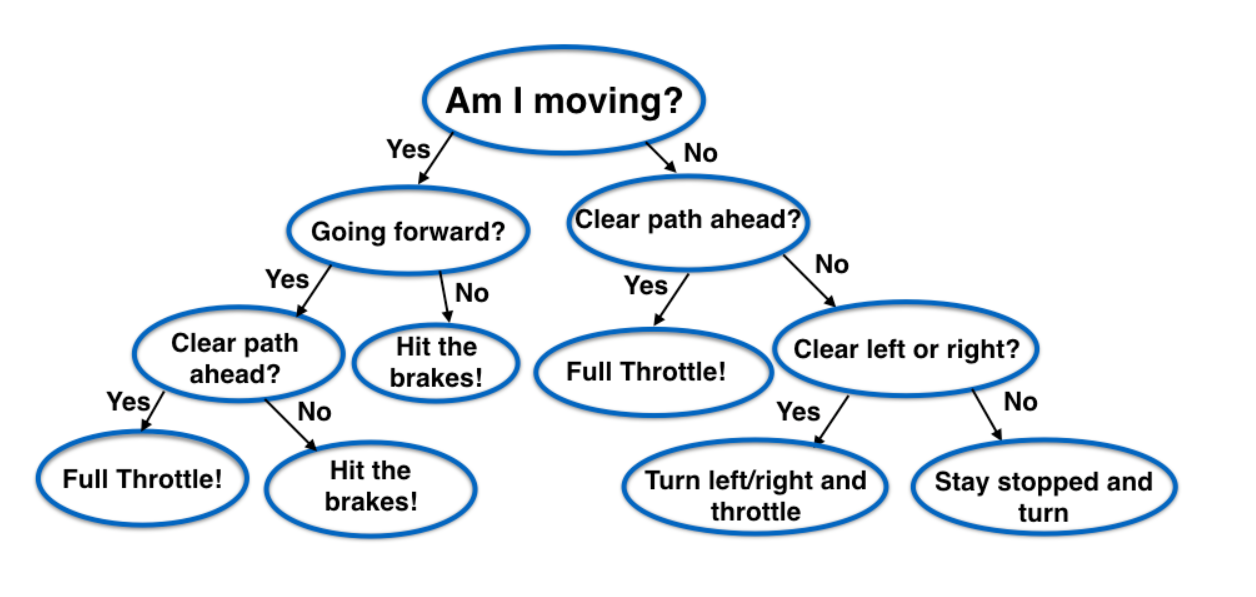 Am I moving?
Yes
No
Going forward?
Clear path ahead?
Yes
No
Yes
No
Clear path
ahead?
Hit the
brakes!
Full Throttle!
Clear left or right?
Yes
No
Yes
No
Full Throttle!
Hit the
brakes!
Turn left/right and
throttle
Stay stopped and
turn